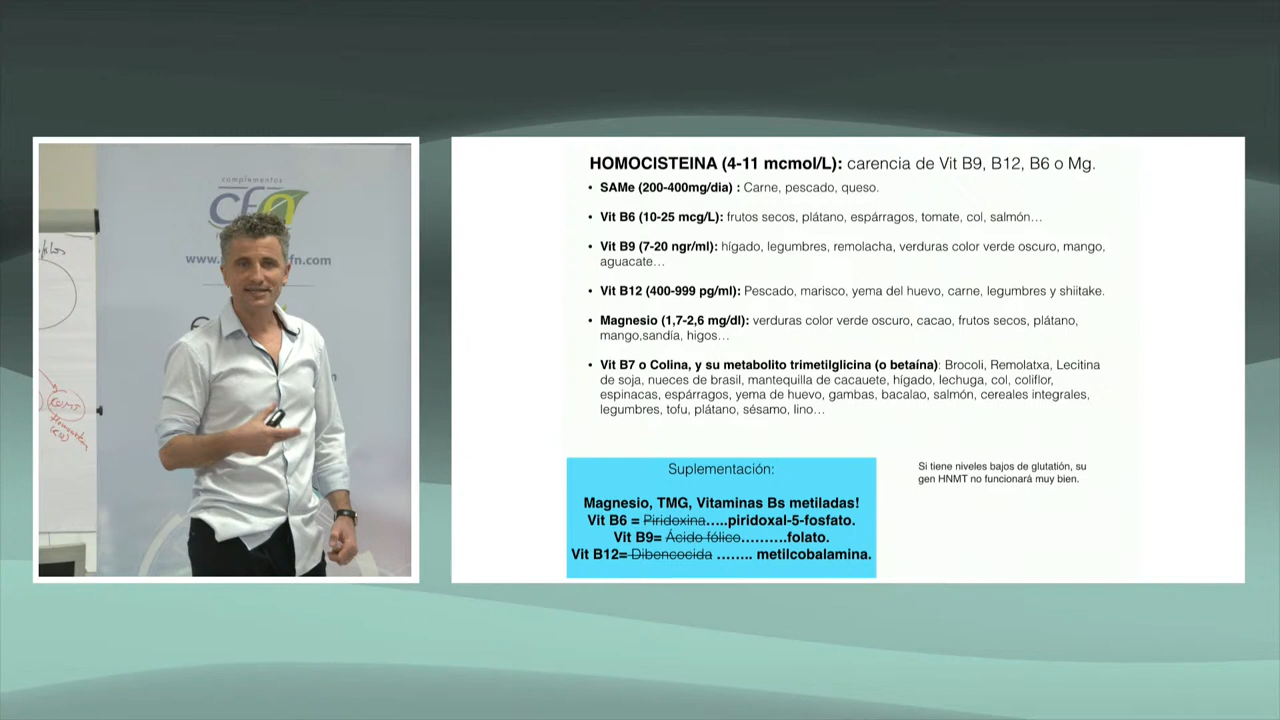 complementos
cfn
www.
fn.com
HOMOCISTEINA (4-11 mcmol/L): carencia de Vit B9, B12, B6 o Mg.
• SAMe (200-400mg/dia) : Carne, pescado, queso.
• Vit B6 (10-25 mcg/L): frutos secos, plátano, espárragos, tomate, col, salmón…
• Vit B9 (7-20 ngr/ml): hígado, legumbres, remolacha, verduras color verde oscuro, mango,
aguacate…
• Vit B12 (400-999 pg/ml): Pescado, marisco, yema del huevo, carne, legumbres y shiitake.
• Magnesio (1,7-2,6 mg/dl): verduras color verde oscuro, cacao, frutos secos, plátano,
mango,sandía, higos…
• Vit B7 o Colina, y su metabolito trimetilglicina (o betaína): Brocoli, Remolatxa, Lecitina
de soja, nueces de brasil, mantequilla de cacauete, hígado, lechuga, col, coliflor,
espinacas, espárragos, yema de huevo, gambas, bacalao, salmón, cereales integrales,
legumbres, tofu, plátano, sésamo, lino…
Suplementación:
Magnesio, TMG, Vitaminas Bs metiladas!
Vit B6 = Piridoxina…..piridoxal-5-fosfato.
Vit B9= Ácido fólico……….folato.
Vit B12= Dibencocida …….. metilcobalamina.
Si tiene niveles bajos de glutatión, su
gen HNMT no funcionará muy bien.